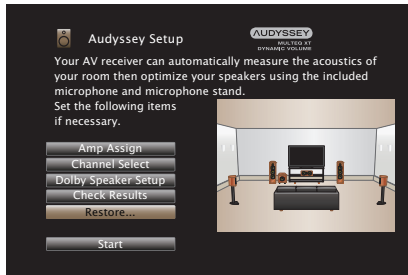 Audyssey Setup
AUDYSSEY
MULTEQ XT
DYNAMIC VOLUME
Your AV receiver can automatically measure the acoustics of
your room then optimize your speakers using the included
microphone and microphone stand.
Set the following items
if necessary.
Amp Assign
Channel Select
Dolby Speaker Setup
Check Results
Restore...
Start